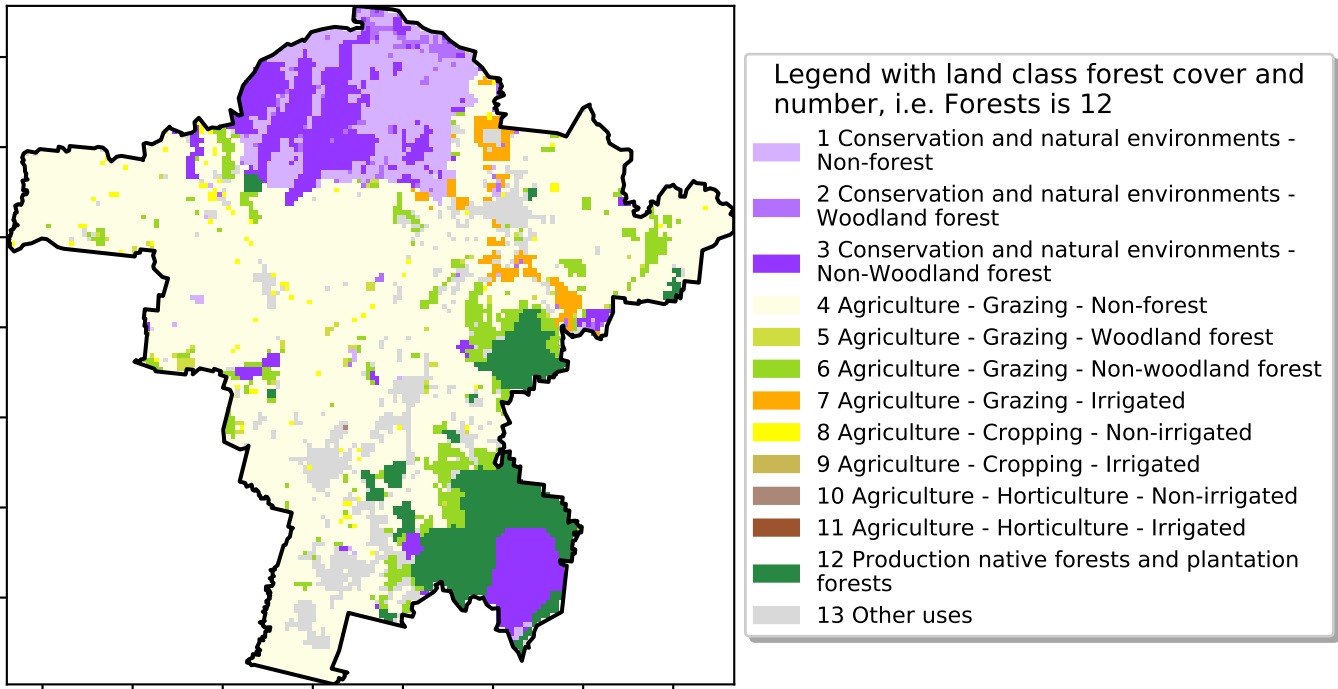 Legend with land class forest cover and
number, i.e. Forests is 12
1 Conservation and natural environments -
Non-forest
2 Conservation and natural environments -
Woodland forest
3 Conservation and natural environments -
Non-Woodland forest
4 Agriculture - Grazing - Non-forest
5 Agriculture - Grazing - Woodland forest
6 Agriculture - Grazing - Non-woodland forest
7 Agriculture - Grazing - Irrigated
8 Agriculture - Cropping - Non-irrigated
9 Agriculture - Cropping - Irrigated
10 Agriculture - Horticulture - Non-irrigated
11 Agriculture - Horticulture - Irrigated
12 Production native forests and plantation
forests
13 Other uses